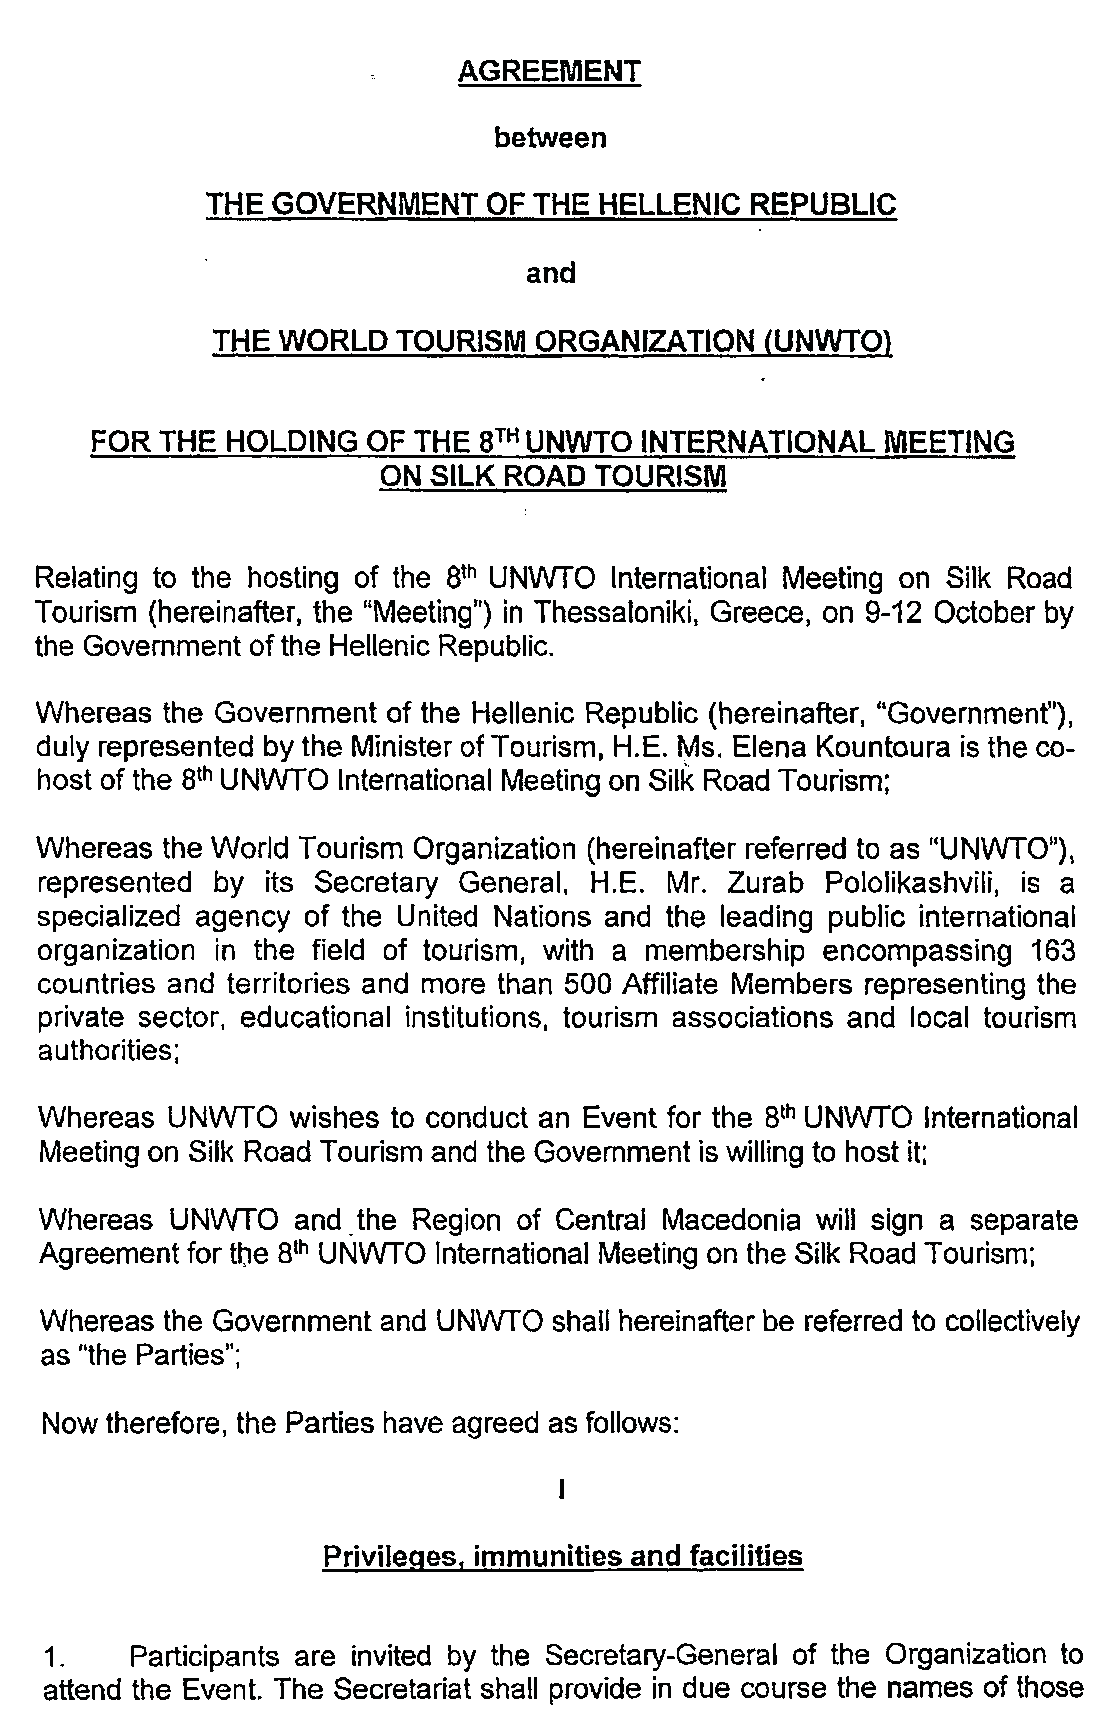 AGREEMENT
between
THE GOVERNMENT OF THE HELLENIC REPUBLIC
and
THE WORLD TOURISM ORGANIZATION (UNWTO)
FOR THE HOLDING OF THE 8TH UNWTO INTERNATIONAL MEETING
ON SILK ROAD TOURISM
Relating to the hosting of the 8th UNWTO International Meeting on Silk Road
Tourism (hereinafter, the “Meeting”) in Thessaloniki, Greece, on 9-12 October by
the Government of the Hellenic Republic.
Whereas the Government of the Hellenic Republic (hereinafter, “Government”),
duly represented by the Minister of Tourism, H.E. Ms. Elena Kountoura is the co-
host of the 8th UNWTO International Meeting on Silk Road Tourism;
Whereas the World Tourism Organization (hereinafter referred to as “UNWTO”),
represented by its Secretary General, H.E. Mr. Zurab Pololikashvili, is a
specialized agency of the United Nations and the leading public international
organization in the field of tourism, with a membership encompassing 163
countries and territories and more than 500 Affiliate Members representing the
private sector, educational institutions, tourism associations and local tourism
authorities;
Whereas UNWTO wishes to conduct an Event for the 8th UNWTO International
Meeting on Silk Road Tourism and the Government is willing to host it;
Whereas UNWTO and the Region of Central Macedonia will sign a separate
Agreement for the 8th UNWTO International Meeting on the Silk Road Tourism;
Whereas the Government and UNWTO shall hereinafter be referred to collectively
as “the Parties”;
Now therefore, the Parties have agreed as follows:
I
Privileges, immunities and facilities
1. Participants are invited by the Secretary-General of the Organization to
attend the Event. The Secretariat shall provide in due course the names of those